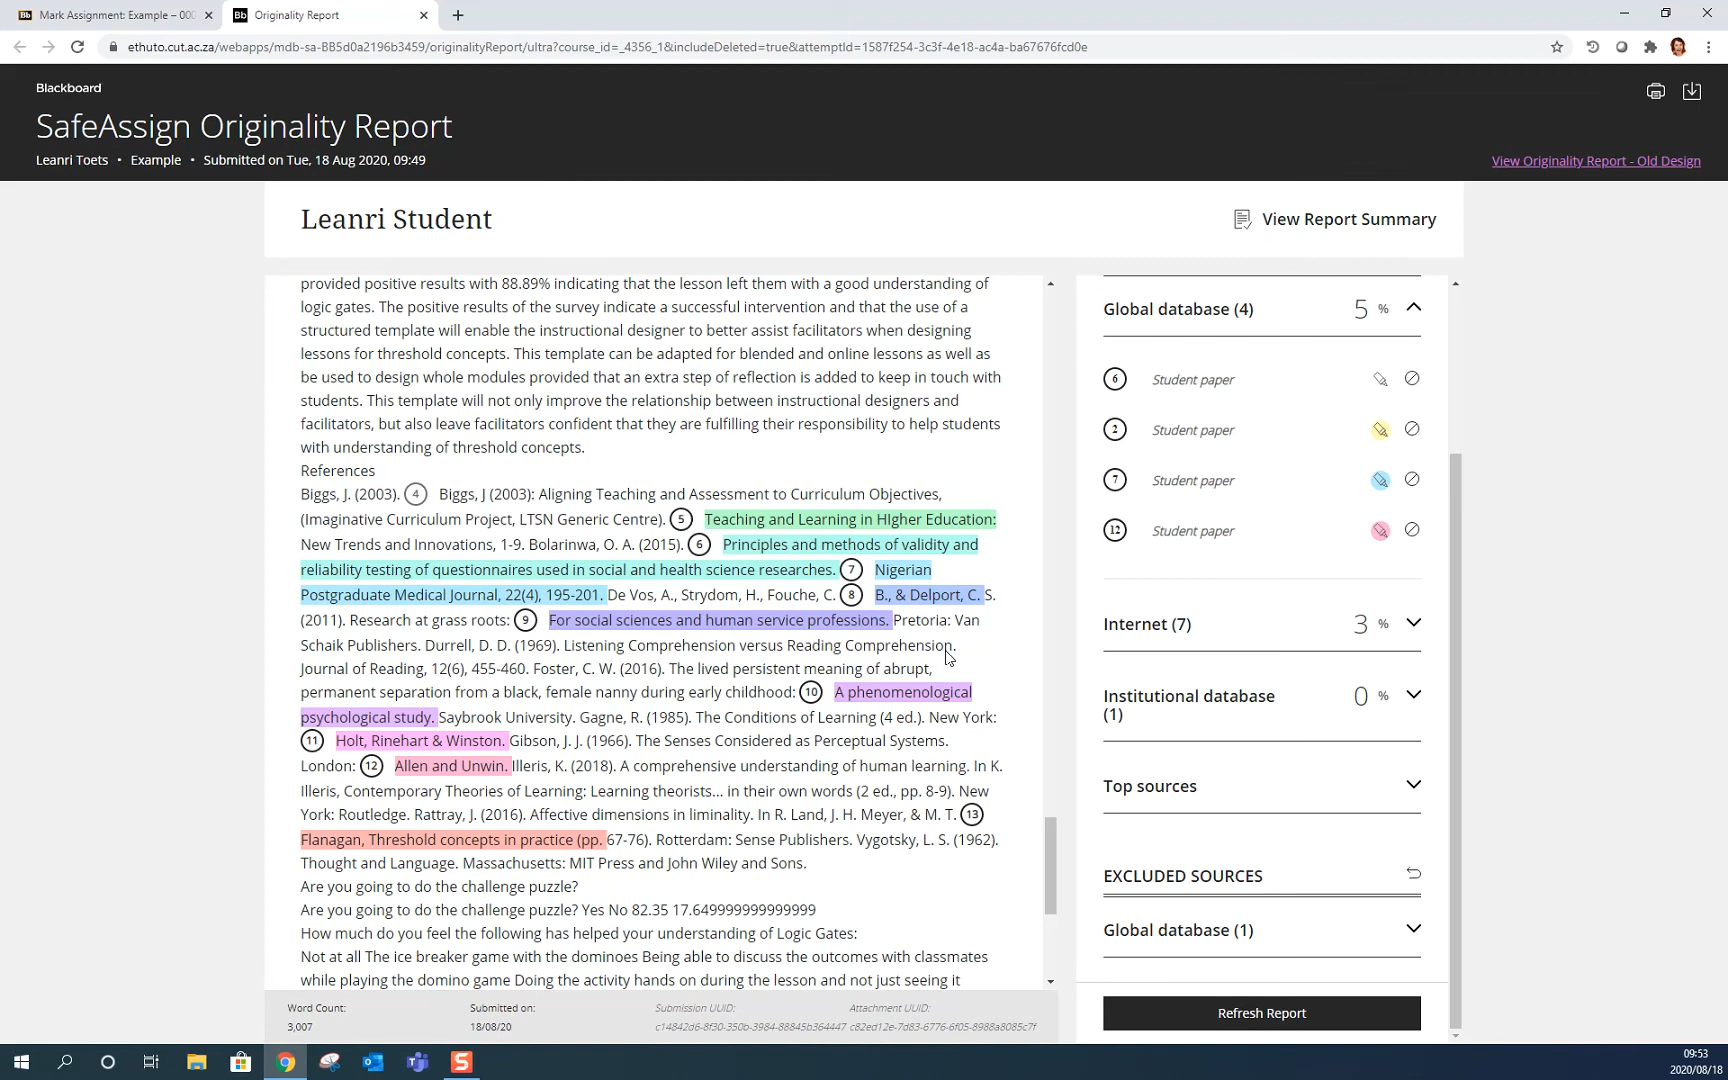 Mark Assignment: Example – 000
Originality Report
ethuto.cut.ac.za/webapps/mdb-sa-BB5d0a2196b3459/originalityReport/ultra?course_id=_4356_1&includeDeleted=true&attemptId=1587f254-3c3f-4e18-ac4a-ba67676fcd0e
Blackboard
SafeAssign Originality Report
Leanri Toets • Example • Submitted on Tue, 18 Aug 2020, 09:49
View Originality Report - Old Design
Leanri Student
View Report Summary
provided positive results with 88.89% indicating that the lesson left them with a good understanding of
logic gates. The positive results of the survey indicate a successful intervention and that the use of a
structured template will enable the instructional designer to better assist facilitators when designing
lessons for threshold concepts. This template can be adapted for blended and online lessons as well as
be used to design whole modules provided that an extra step of reflection is added to keep in touch with
students. This template will not only improve the relationship between instructional designers and
facilitators, but also leave facilitators confident that they are fulfilling their responsibility to help students
with understanding of threshold concepts.
References
Biggs, J. (2003). 4 Biggs, J (2003): Aligning Teaching and Assessment to Curriculum Objectives,
(Imaginative Curriculum Project, LTSN Generic Centre). 5 Teaching and Learning in HIgher Education:
New Trends and Innovations, 1-9. Bolarinwa, O. A. (2015). 6 Principles and methods of validity and
reliability testing of questionnaires used in social and health science researches. 7 Nigerian
Postgraduate Medical Journal, 22(4), 195-201. De Vos, A., Strydom, H., Fouche, C. 8 B., & Delport, C. S.
(2011). Research at grass roots: 9 For social sciences and human service professions. Pretoria: Van
Schaik Publishers. Durrell, D. D. (1969). Listening Comprehension versus Reading Comprehension.
Journal of Reading, 12(6), 455-460. Foster, C. W. (2016). The lived persistent meaning of abrupt,
permanent separation from a black, female nanny during early childhood: 10 A phenomenological
psychological study. Saybrook University. Gagne, R. (1985). The Conditions of Learning (4 ed.). New York:
11 Holt, Rinehart & Winston. Gibson, J. J. (1966). The Senses Considered as Perceptual Systems.
London: 12 Allen and Unwin. Illeris, K. (2018). A comprehensive understanding of human learning. In K.
Illeris, Contemporary Theories of Learning: Learning theorists... in their own words (2 ed., pp. 8-9). New
York: Routledge. Rattray, J. (2016). Affective dimensions in liminality. In R. Land, J. H. Meyer, & M. T. 13
Flanagan, Threshold concepts in practice (pp. 67-76). Rotterdam: Sense Publishers. Vygotsky, L. S. (1962).
Thought and Language. Massachusetts: MIT Press and John Wiley and Sons.
Are you going to do the challenge puzzle?
Are you going to do the challenge puzzle? Yes No 82.35 17.649999999999999
How much do you feel the following has helped your understanding of Logic Gates:
Not at all The ice breaker game with the dominoes Being able to discuss the outcomes with classmates
while playing the domino game Doing the activity hands on during the lesson and not just seeing it
Word Count:
3,007
Submitted on:
18/08/20
Submission UUID:
c14842d6-8f30-350b-3984-88845b364447
Attachment UUID:
c82ed12e-7d83-6776-6f05-8988a8085c7f
Global database (4) 5 %
6 Student paper
2 Student paper
7 Student paper
12 Student paper
Internet (7) 3 %
Institutional database
(1) 0 %
Top sources
EXCLUDED SOURCES
Global database (1)
Refresh Report
09:53
2020/08/18